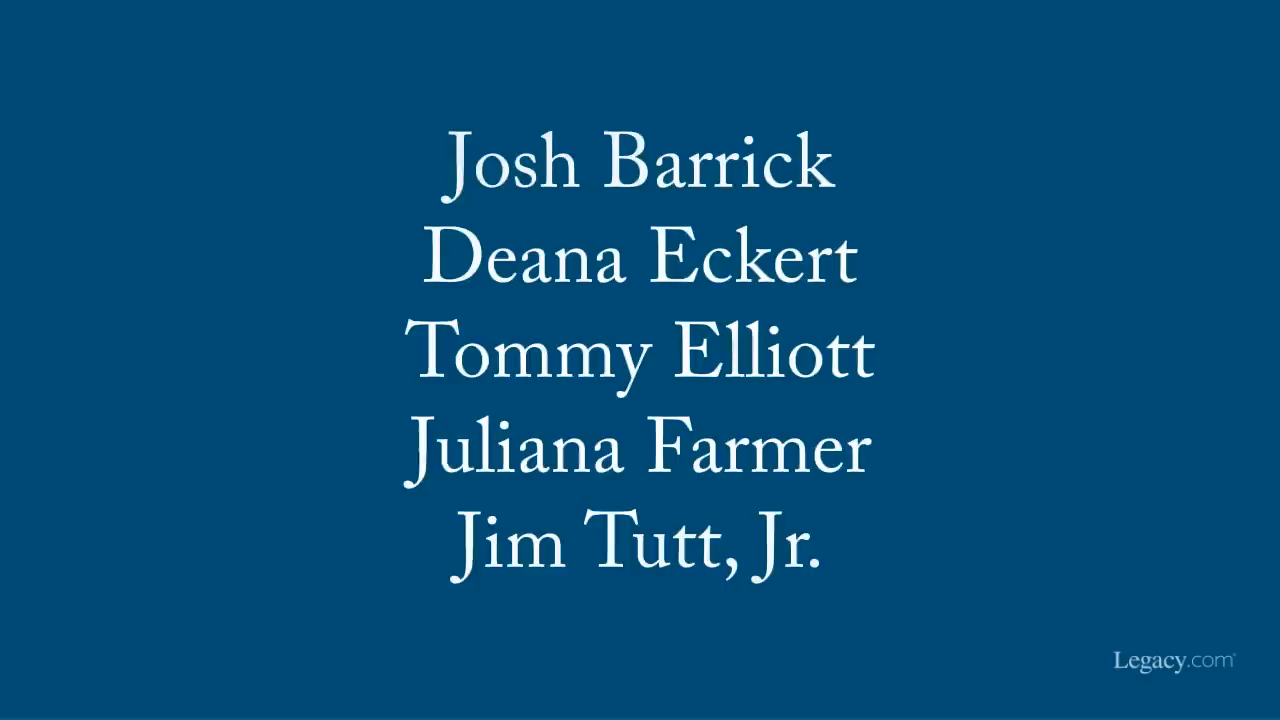 Josh Barrick
Deana Eckert
Tommy Elliott
Juliana Farmer
Jim Tutt, Jr.
Legacy.com